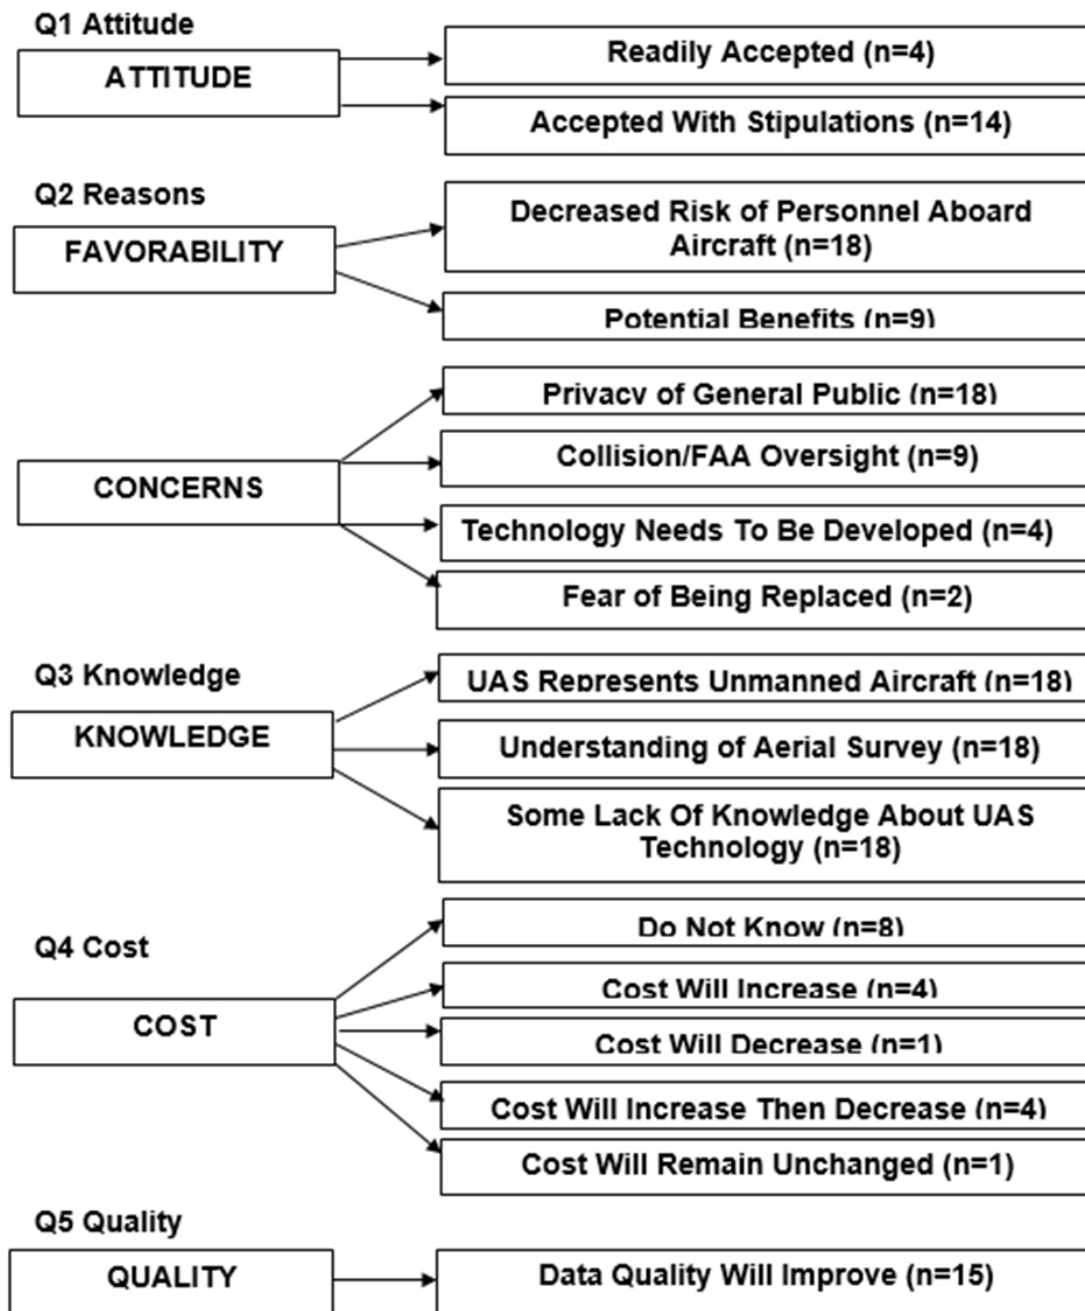 Q1 Attitude
ATTITUDE
Readily Accepted (n=4)
Accepted With Stipulations (n=14)
Q2 Reasons
FAVORABILITY
Decreased Risk of Personnel Aboard
Aircraft (n=18)
Potential Benefits (n=9)
CONCERNS
Privacy of General Public (n=18)
Collision/FAA Oversight (n=9)
Technology Needs To Be Developed (n=4)
Fear of Being Replaced (n=2)
Q3 Knowledge
KNOWLEDGE
UAS Represents Unmanned Aircraft (n=18)
Understanding of Aerial Survey (n=18)
Some Lack Of Knowledge About UAS
Technology (n=18)
Q4 Cost
COST
Do Not Know (n=8)
Cost Will Increase (n=4)
Cost Will Decrease (n=1)
Cost Will Increase Then Decrease (n=4)
Cost Will Remain Unchanged (n=1)
Q5 Quality
QUALITY
Data Quality Will Improve (n=15)